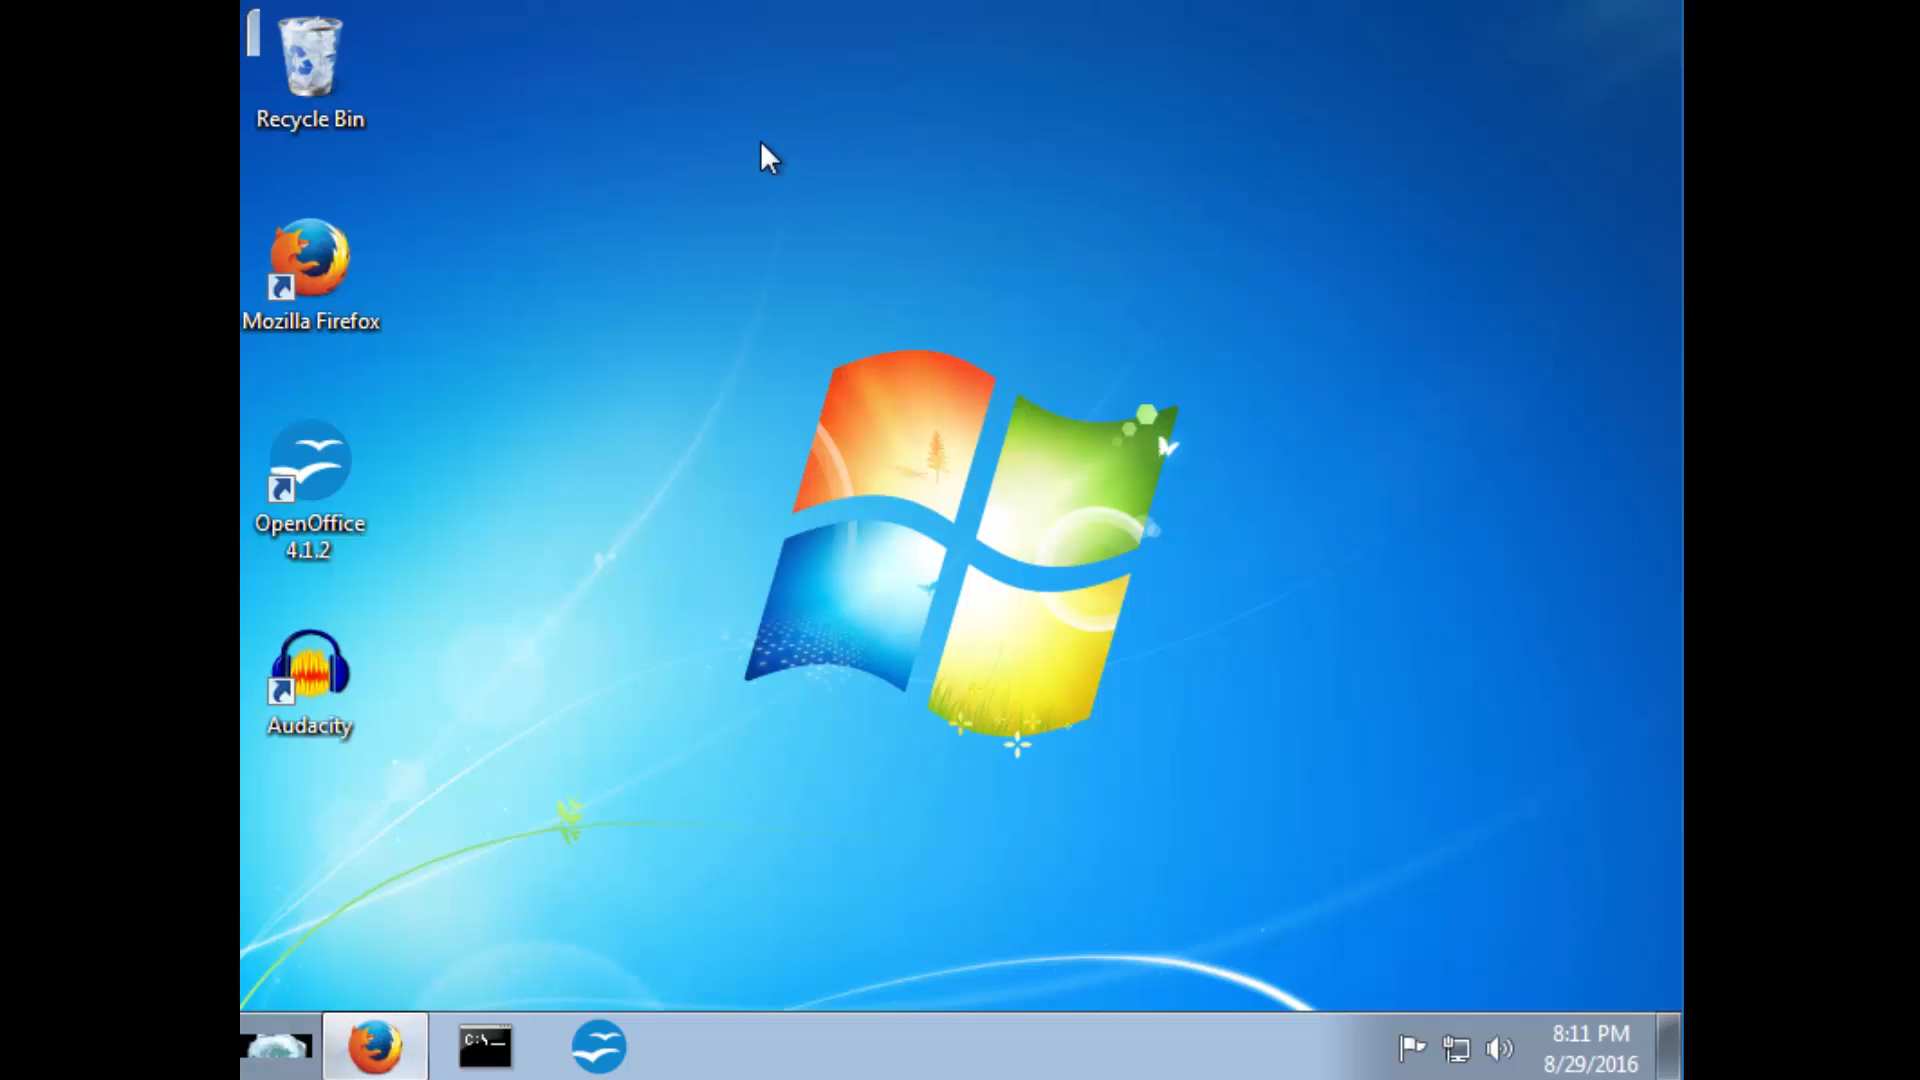 Recycle Bin
Mozilla Firefox
OpenOffice
4.1.2
Audacity
C:\_
8:11 PM
8/29/2016